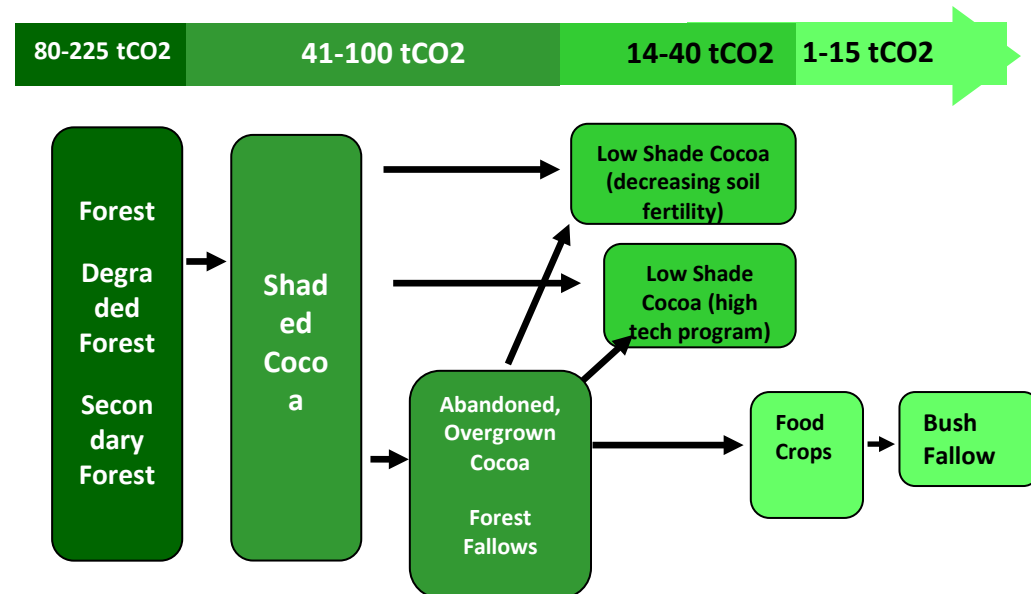 80-225 tCO2
41-100 tCO2
14-40 tCO2
1-15 tCO2
Forest
Degra
ded
Forest
Secon
dary
Forest
Shad
ed
Coco
a
Low Shade Cocoa
(decreasing soil
fertility)
Low Shade
Cocoa (high
tech program)
Abandoned,
Overgrown
Cocoa
Forest
Fallows
Food
Crops
Bush
Fallow